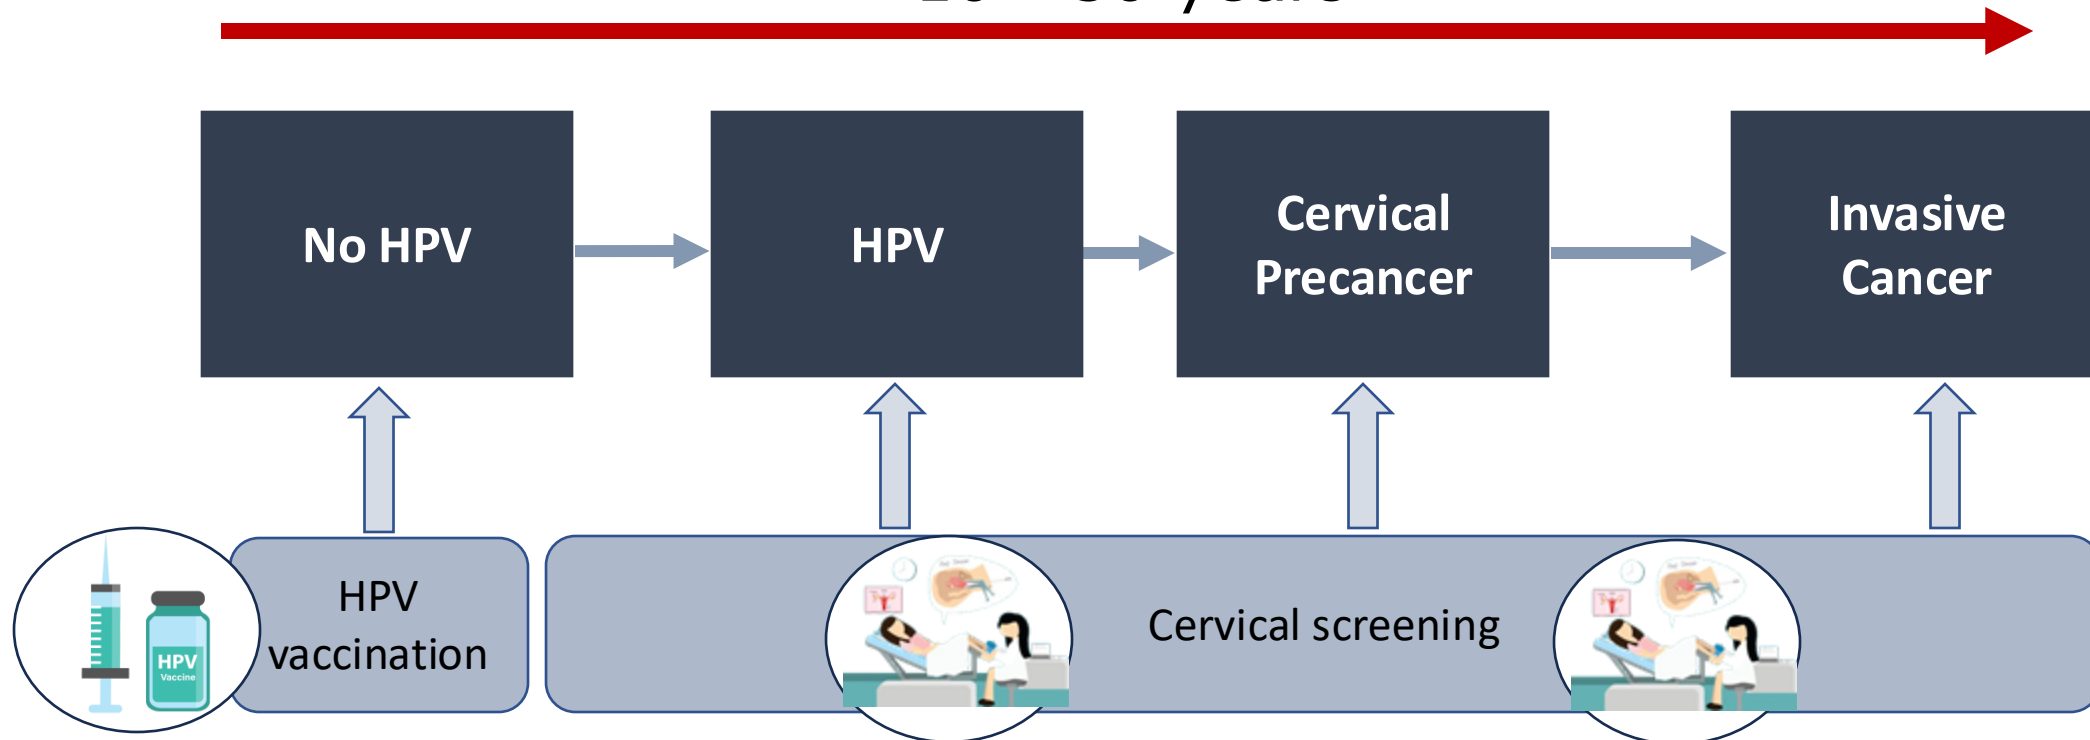 No HPV
HPV
Cervical
Precancer
Invasive
Cancer
HPV
vaccination
HPV
Vaccine
Cervical screening